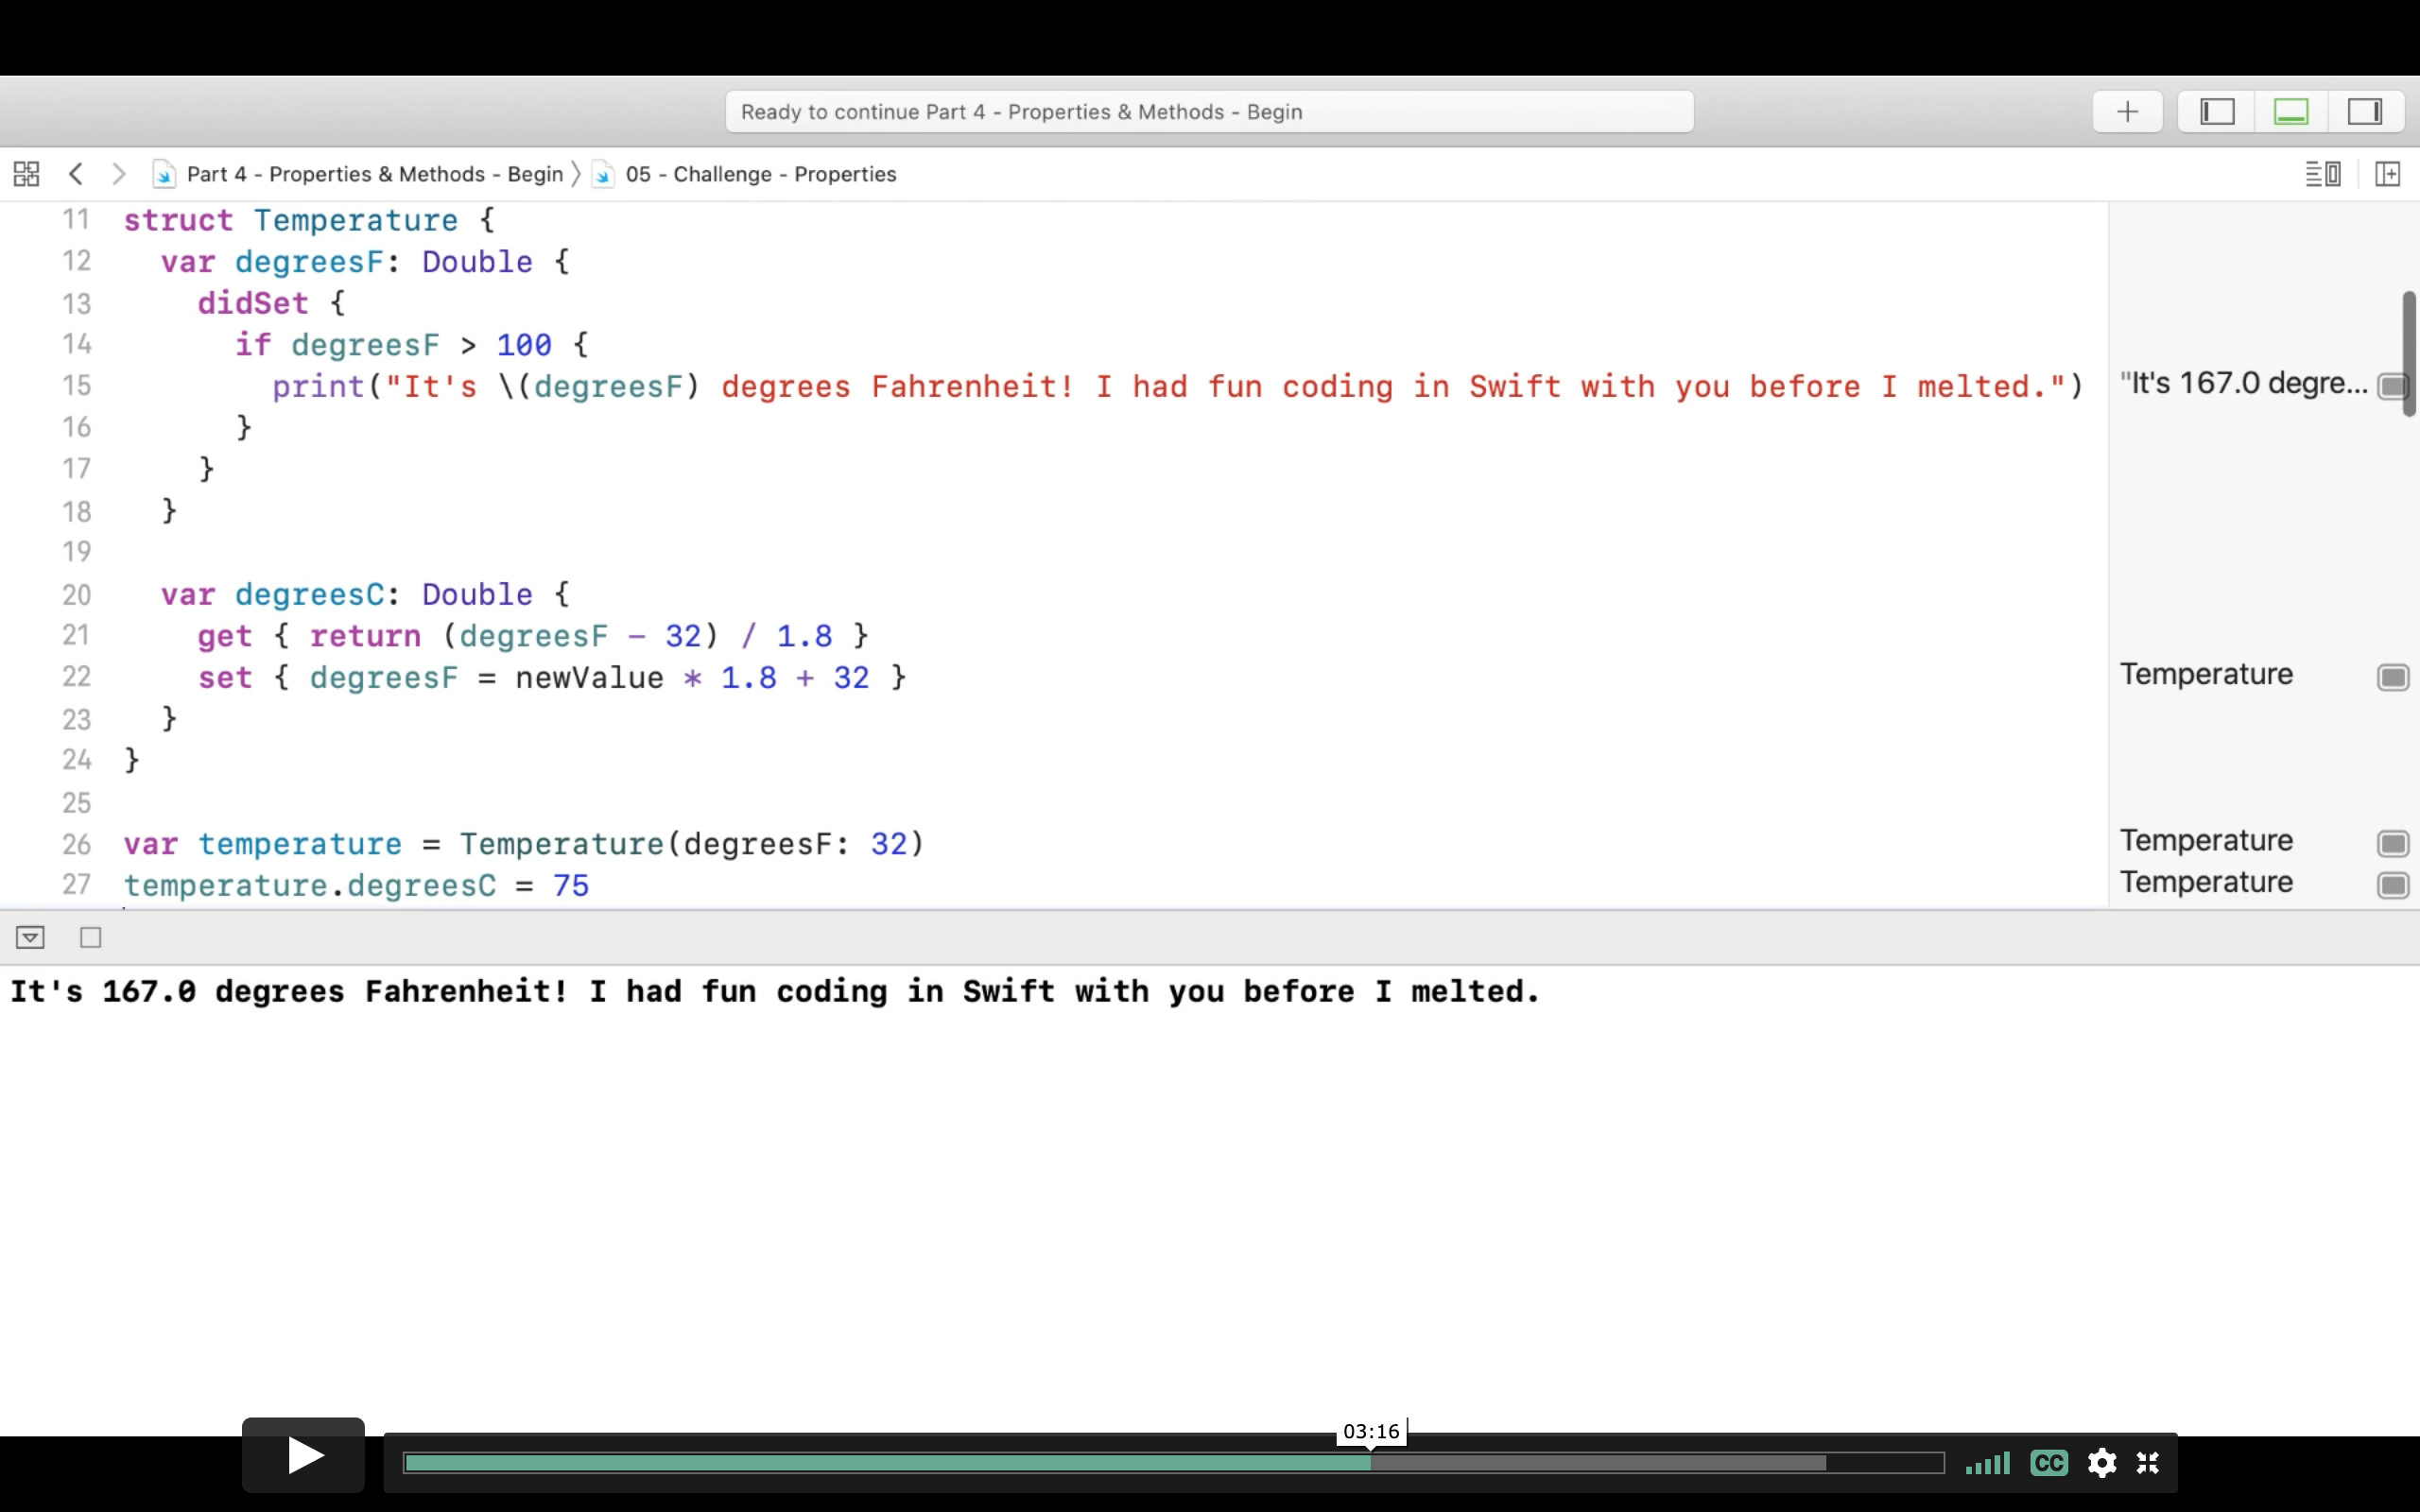 Ready to continue Part 4 - Properties & Methods - Begin
Part 4 - Properties & Methods - Begin 〉 05 - Challenge - Properties
11 struct Temperature {
12   var degreesF: Double {
13     didSet {
14       if degreesF > 100 {
15         print("It's \(degreesF) degrees Fahrenheit! I had fun coding in Swift with you before I melted.") "It's 167.0 degre...
16       }
17     }
18   }
19
20   var degreesC: Double {
21     get { return (degreesF - 32) / 1.8 }
22     set { degreesF = newValue * 1.8 + 32 } Temperature
23   }
24 }
25
26 var temperature = Temperature(degreesF: 32) Temperature
27 temperature.degreesC = 75 Temperature
It's 167.0 degrees Fahrenheit! I had fun coding in Swift with you before I melted.
03:16
CC